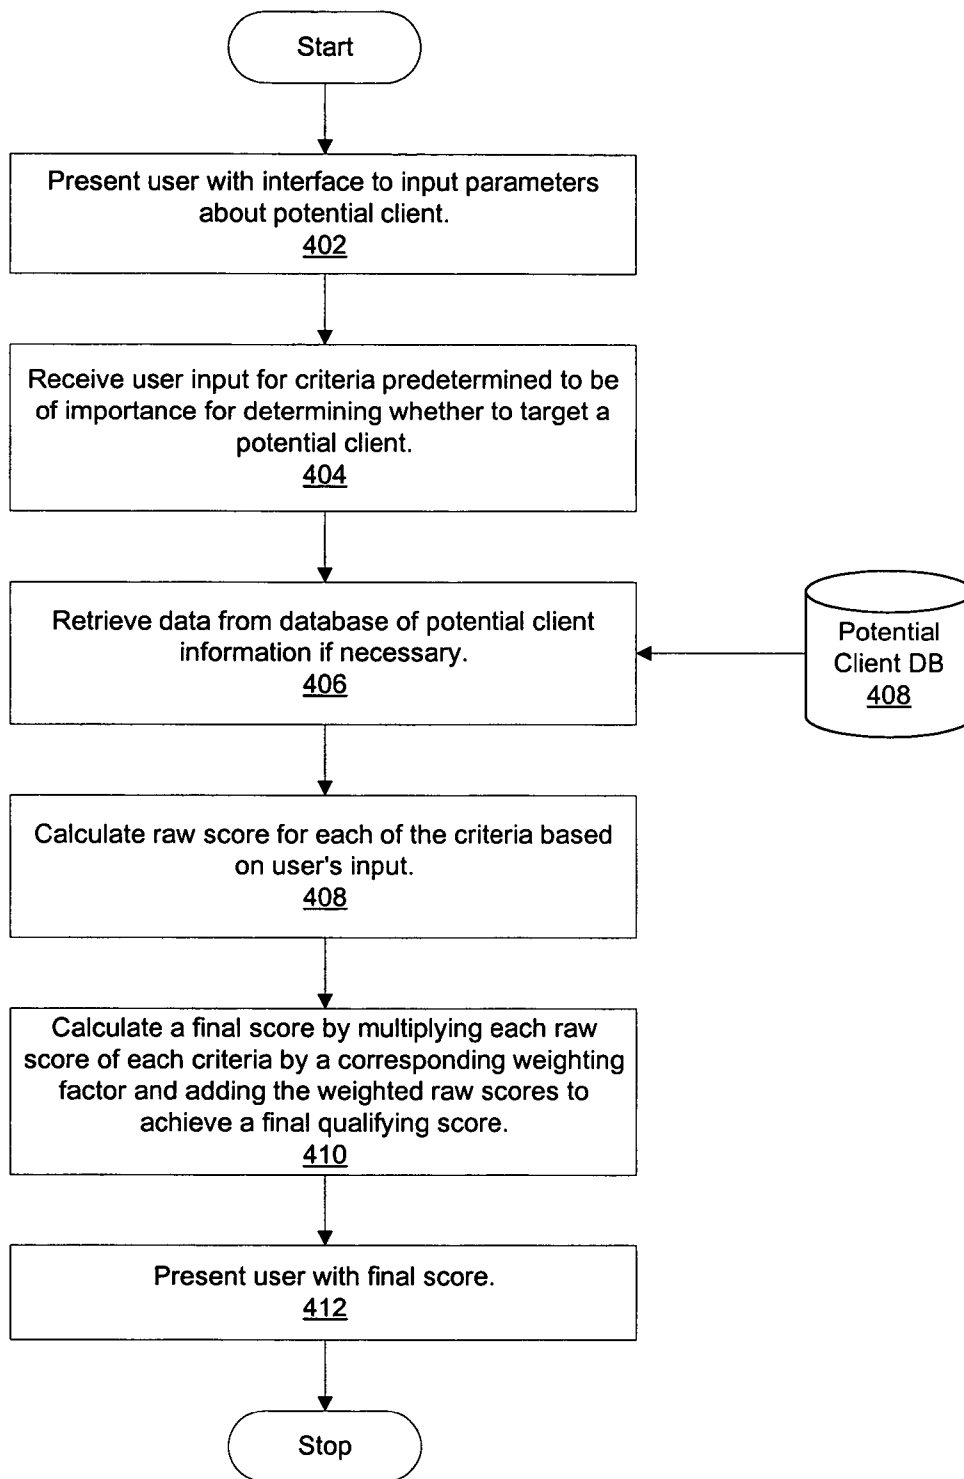 Start
Present user with interface to input parameters
about potential client.
402
Receive user input for criteria predetermined to be
of importance for determining whether to target a
potential client.
404
Retrieve data from database of potential client
information if necessary.
406
Potential
Client DB
408
Calculate raw score for each of the criteria based
on user's input.
408
Calculate a final score by multiplying each raw
score of each criteria by a corresponding weighting
factor and adding the weighted raw scores to
achieve a final qualifying score.
410
Present user with final score.
412
Stop